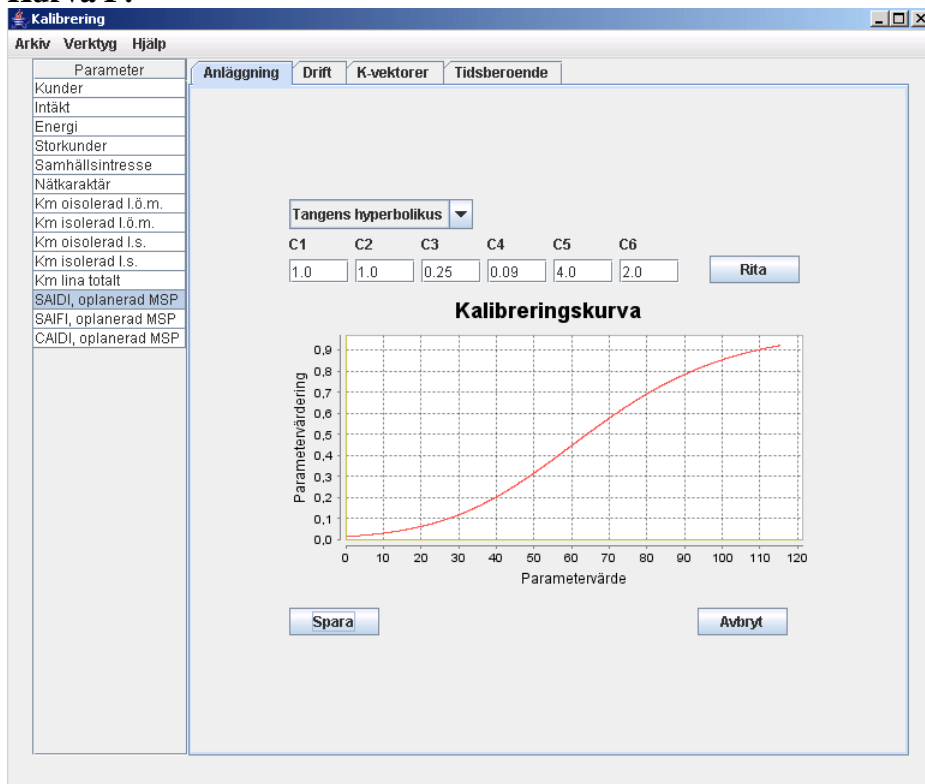 Kurva F:
Kalibrering
Arkiv Verktyg Hjälp
Parameter
Kunder
Intäkt
Energi
Storkunder
Samhällsintresse
Nätkaraktär
Km oisolerad l.ö.m.
Km isolerad l.ö.m.
Km oisolerad l.s.
Km isolerad l.s.
Km lina totalt
SAIDI, oplanerad MSP
SAIFI, oplanerad MSP
CAIDI, oplanerad MSP
Anläggning Drift K-vektorer Tidsberoende
Tangens hyperbolikus
C1 C2 C3 C4 C5 C6
1.0 1.0 0.25 0.09 4.0 2.0 Rita
Kalibreringskurva
Parametervärdering
0,9
0,8
0,7
0,6
0,5
0,4
0,3
0,2
0,1
0,0
0 10 20 30 40 50 60 70 80 90 100 110 120
Parametervärde
Spara Avbryt